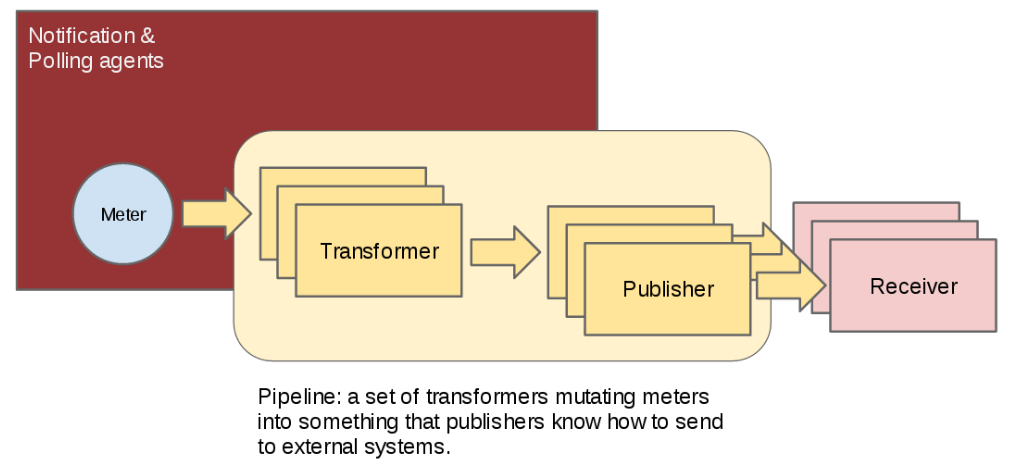 Notification &
Polling agents
Meter
Transformer
Publisher
Receiver
Pipeline: a set of transformers mutating meters
into something that publishers know how to send
to external systems.